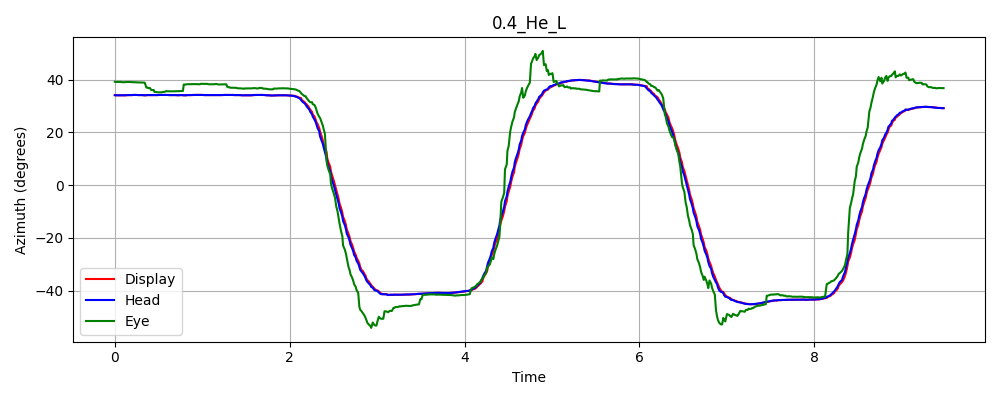 0.4_He_L
Azimuth (degrees)
40
20
0
−20
−40
Display
Head
Eye
0 2 4 6 8
Time